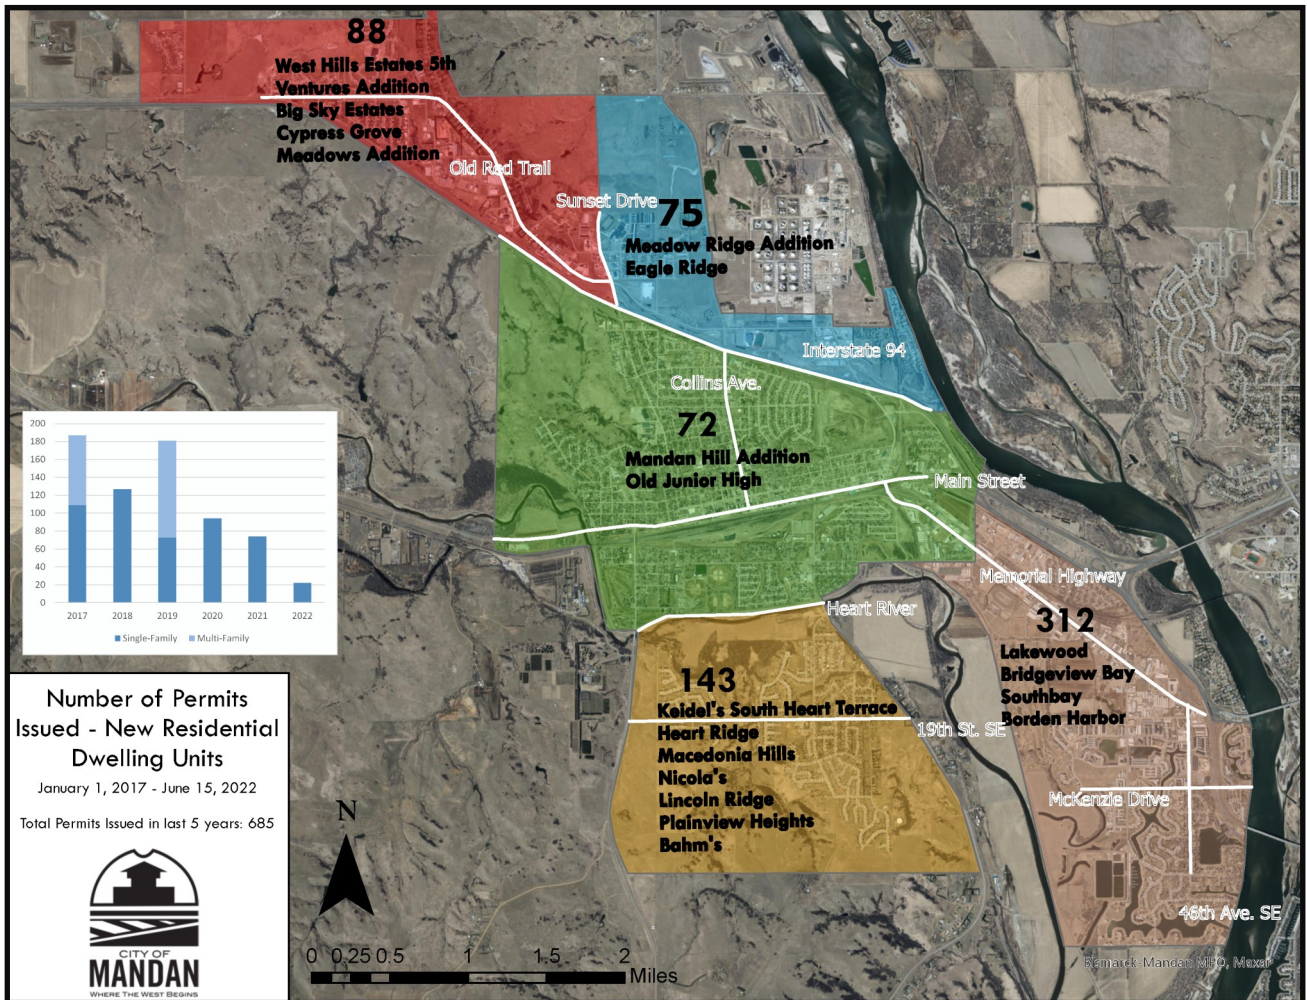 88
West Hills Estates 5th
Ventures Addition
Big Sky Estates
Cypress Grove
Meadows Addition
Old Red Trail
Sunset Drive
75
Meadow Ridge Addition
Eagle Ridge
Interstate 94
Collins Ave.
72
Mandan Hill Addition
Old Junior High
Main Street
Memorial Highway
Heart River
312
Lakewood
Bridgeview Bay
Southbay
Borden Harbor
143
Keidel's South Heart Terrace
19th St. SE
Heart Ridge
Macedonia Hills
Nicola's
Lincoln Ridge
Plainview Heights
Bahm's
McKenzie Drive
46th Ave. SE
Bismarck-Mandan MPO, Maxar
200
180
160
140
120
100
80
60
40
20
0
2017 2018 2019 2020 2021 2022
Single-Family Multi-Family
Number of Permits
Issued - New Residential
Dwelling Units
January 1, 2017 - June 15, 2022
Total Permits Issued in last 5 years: 685
CITY OF
MANDAN
WHERE THE WEST BEGINS
N
0 0.25 0.5 1 1.5 2
Miles